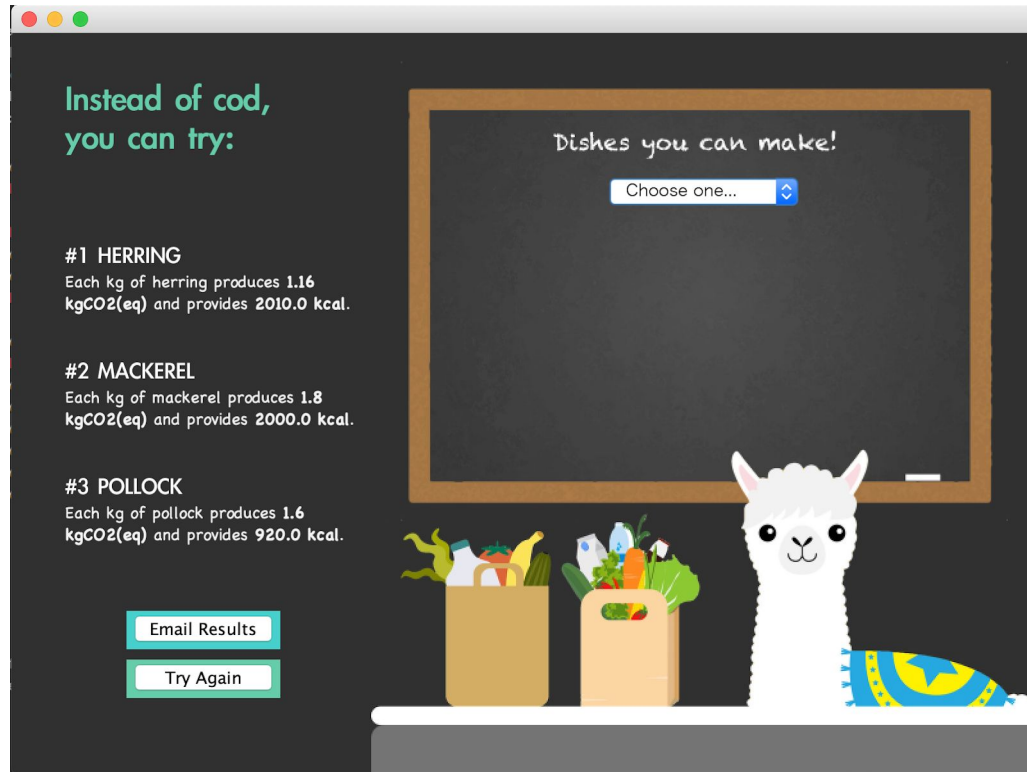 Instead of cod,
you can try:
#1 HERRING
Each kg of herring produces 1.16
kgCO2(eq) and provides 2010.0 kcal.
#2 MACKEREL
Each kg of mackerel produces 1.8
kgCO2(eq) and provides 2000.0 kcal.
#3 POLLOCK
Each kg of pollock produces 1.6
kgCO2(eq) and provides 920.0 kcal.
Email Results
Try Again
Dishes you can make!
Choose one...